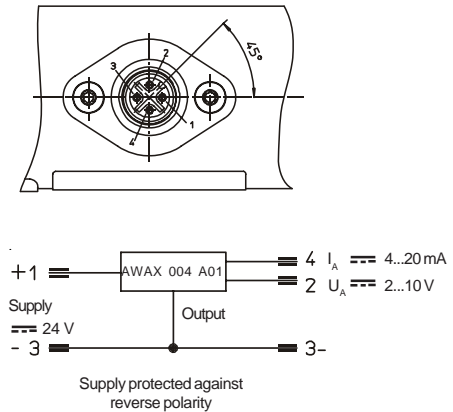 2
3
45°
1
4
+1
AWAX 004 A01
4 I_A 4...20 mA
2 U_A 2...10 V
Supply
24 V
Output
- 3
3-
Supply protected against
reverse polarity